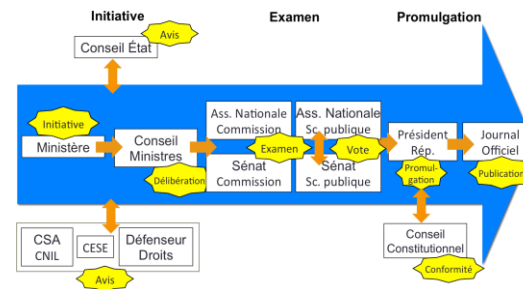 Initiative
Examen
Promulgation
Conseil État
Avis
Initiative
Ministère
Conseil
Ministres
Délibération
Ass. Nationale
Commission
Sénat
Commission
Examen
Ass. Nationale
Sc. publique
Sénat
Sc. publique
Vote
Président
Rép.
Promul-
gation
Journal
Officiel
Publication
CSA
CNIL
CESE
Défenseur
Droits
Avis
Conseil
Constitutionnel
Conformité